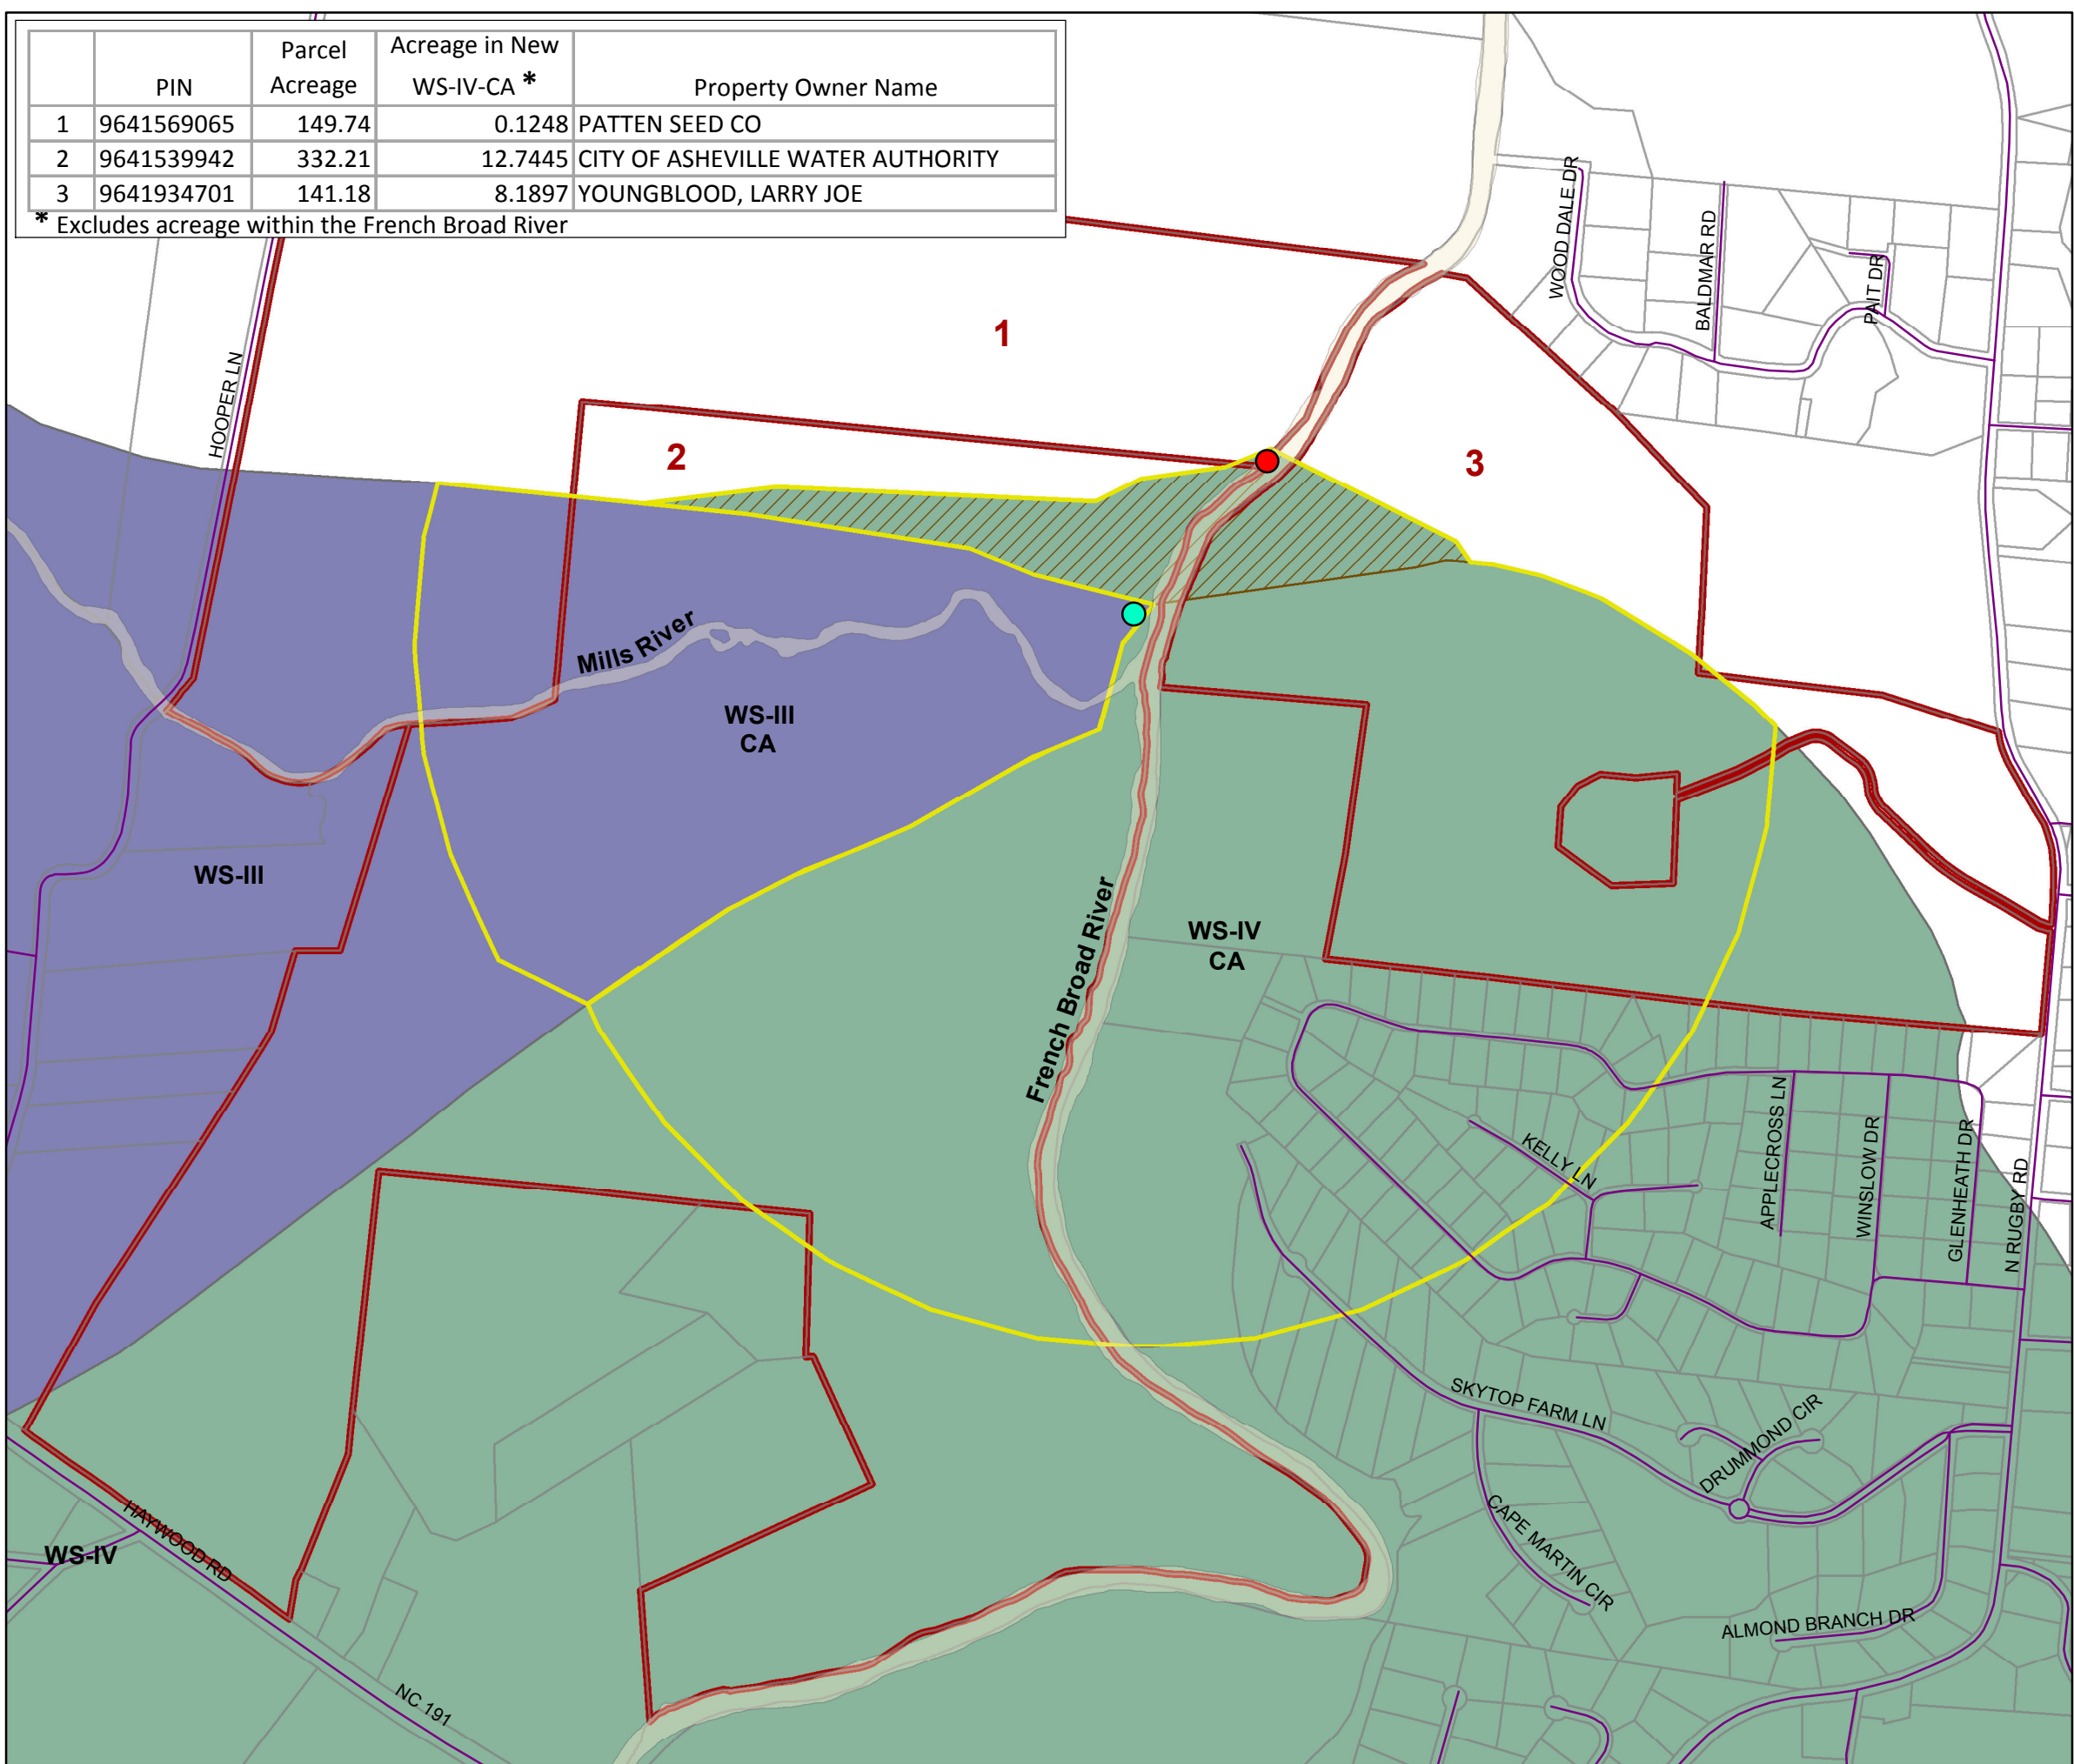 PIN Parcel Acreage Acreage in New WS-IV-CA * Property Owner Name
1 9641569065 149.74 0.1248 PATTEN SEED CO
2 9641539942 332.21 12.7445 CITY OF ASHEVILLE WATER AUTHORITY
3 9641934701 141.18 8.1897 YOUNGBLOOD, LARRY JOE
* Excludes acreage within the French Broad River
WOOD DALE DR
BALDMAR RD
PAIT DR
HOOPER LN
1
2
3
Mills River
WS-III
CA
WS-III
French Broad River
WS-IV
CA
KELLY LN
APPLECROSS LN
WINSLOW DR
GLENHEATH DR
N RUGBY RD
SKYTOP FARM LN
DRUMMOND CIR
CAPE MARTIN CIR
ALMOND BRANCH DR
HAYWOOD RD
WS-IV
NC 191